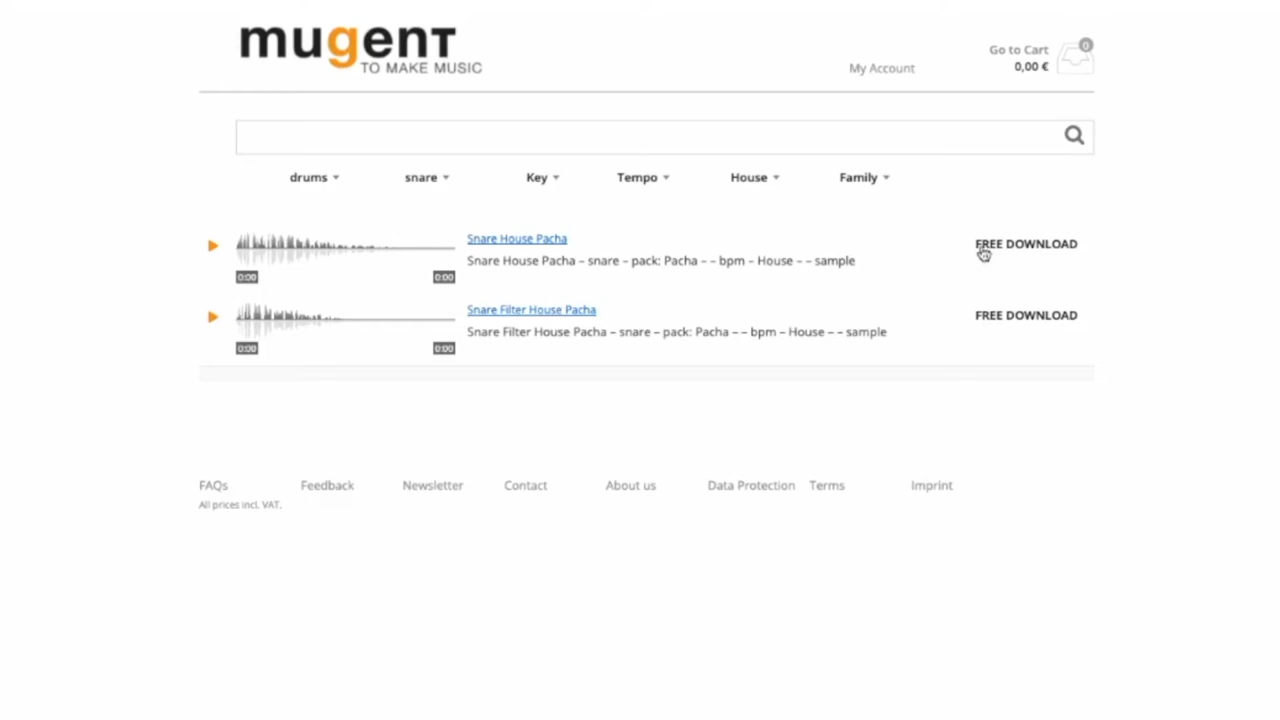 mugent
TO MAKE MUSIC
My Account
Go to Cart
0,00 €
0
drums
snare
Key
Tempo
House
Family
Snare House Pacha
Snare House Pacha – snare – pack: Pacha – – bpm – House – – sample
0:00
0:00
FREE DOWNLOAD
Snare Filter House Pacha
Snare Filter House Pacha – snare – pack: Pacha – – bpm – House – – sample
0:00
0:00
FREE DOWNLOAD
FAQs
Feedback
Newsletter
Contact
About us
Data Protection
Terms
Imprint
All prices incl. VAT.